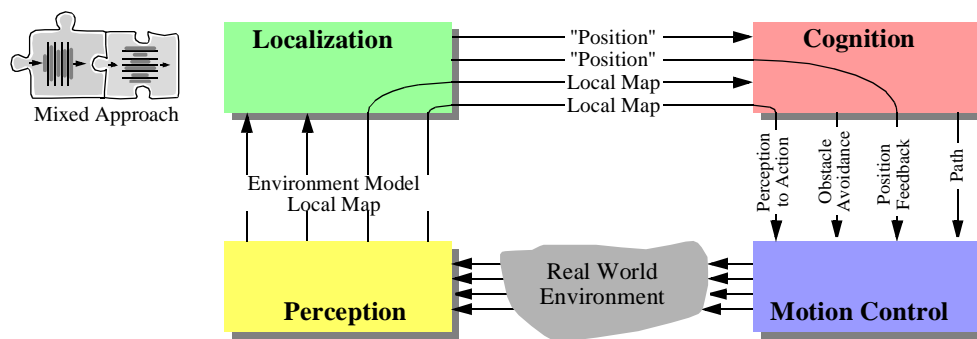 Localization
"Position"
"Position"
Local Map
Local Map
Cognition
Mixed Approach
Environment Model
Local Map
Perception
to Action
Obstacle
Avoidance
Position
Feedback
Path
Perception
Real World
Environment
Motion Control